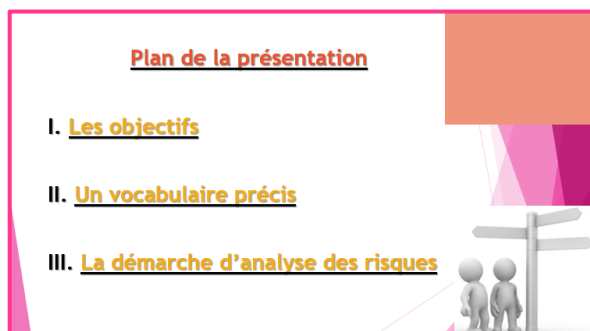 Plan de la présentation
I. Les objectifs
II. Un vocabulaire précis
III. La démarche d’analyse des risques